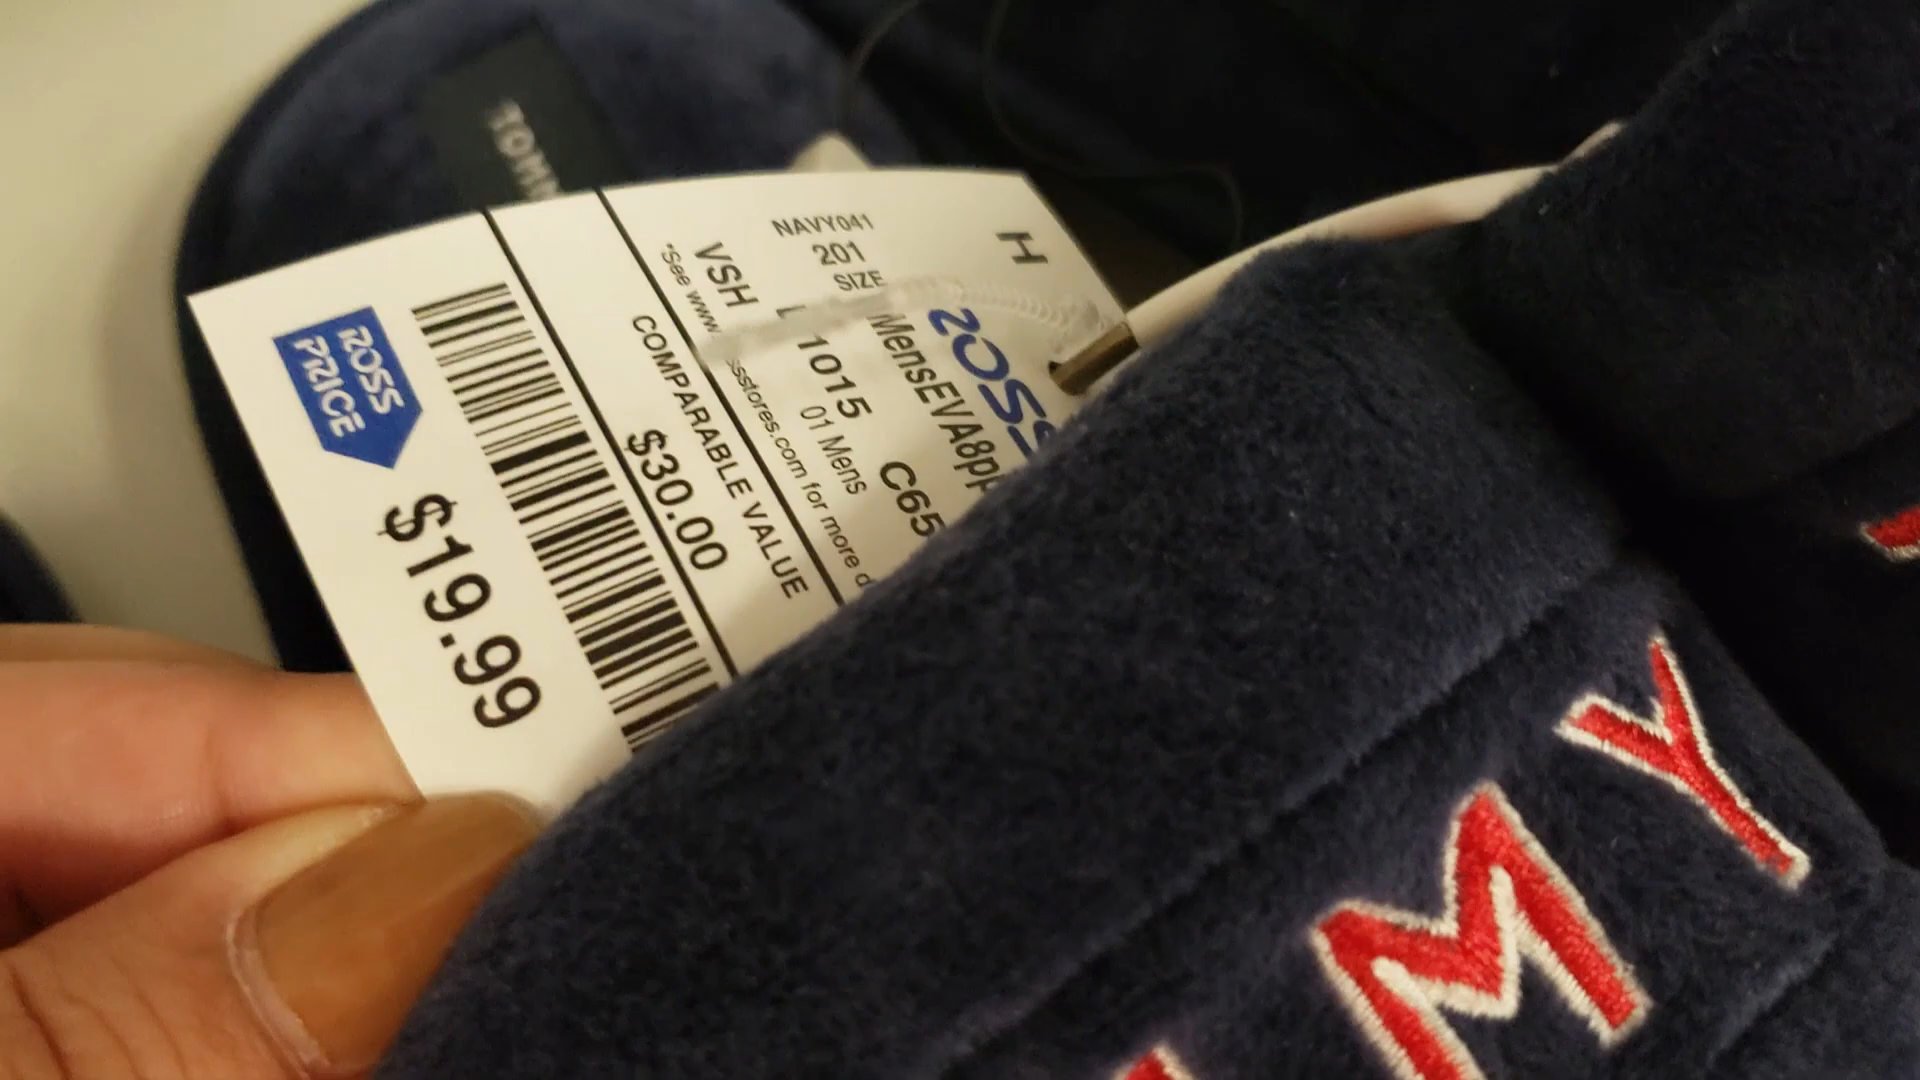 TOMM
H
ROSS
NAVY041
201
SIZE
MensEVA8p
C65
VSH
L 1015
01 Mens
*See www. sstores.com for more d
COMPARABLE VALUE
$30.00
ROSS
PRICE
$19.99
MY